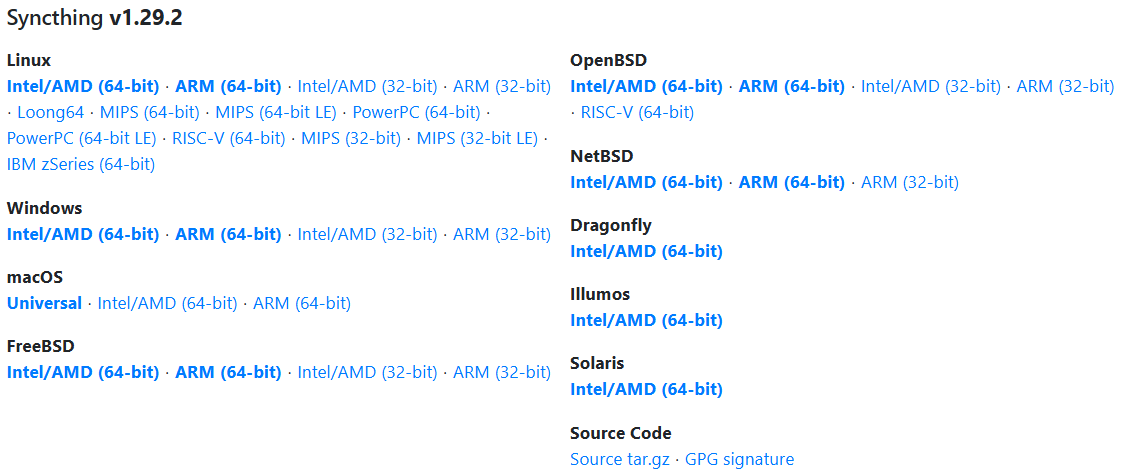 Syncthing v1.29.2
Linux
Intel/AMD (64-bit) · ARM (64-bit) · Intel/AMD (32-bit) · ARM (32-bit)
· Loong64 · MIPS (64-bit) · MIPS (64-bit LE) · PowerPC (64-bit) ·
PowerPC (64-bit LE) · RISC-V (64-bit) · MIPS (32-bit) · MIPS (32-bit LE) ·
IBM zSeries (64-bit)
Windows
Intel/AMD (64-bit) · ARM (64-bit) · Intel/AMD (32-bit) · ARM (32-bit)
macOS
Universal · Intel/AMD (64-bit) · ARM (64-bit)
FreeBSD
Intel/AMD (64-bit) · ARM (64-bit) · Intel/AMD (32-bit) · ARM (32-bit)
OpenBSD
Intel/AMD (64-bit) · ARM (64-bit) · Intel/AMD (32-bit) · ARM (32-bit)
· RISC-V (64-bit)
NetBSD
Intel/AMD (64-bit) · ARM (64-bit) · ARM (32-bit)
Dragonfly
Intel/AMD (64-bit)
Illumos
Intel/AMD (64-bit)
Solaris
Intel/AMD (64-bit)
Source Code
Source tar.gz · GPG signature